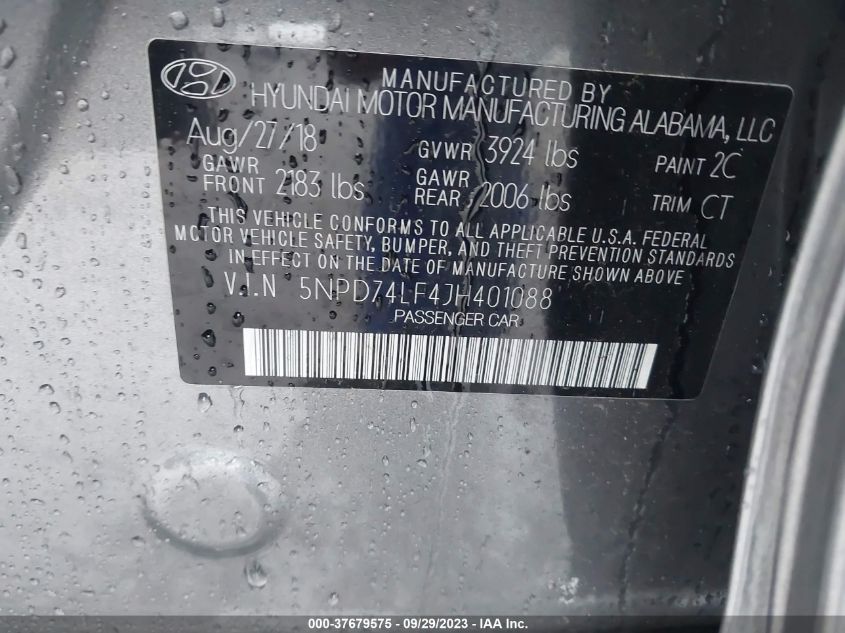 MANUFACTURED BY
HYUNDAI MOTOR MANUFACTURING ALABAMA, LLC
Aug/27/18 GVWR 3924 lbs PAINT 2C
GAWR FRONT 2183 lbs GAWR REAR 2006 lbs TRIM CT
THIS VEHICLE CONFORMS TO ALL APPLICABLE U.S.A. FEDERAL
MOTOR VEHICLE SAFETY, BUMPER, AND THEFT PREVENTION STANDARDS
IN EFFECT ON THE DATE OF MANUFACTURE SHOWN ABOVE
V.I.N 5NPD74LF4JH401088
PASSENGER CAR
000-37679575 - 09/29/2023 - IAAI.com